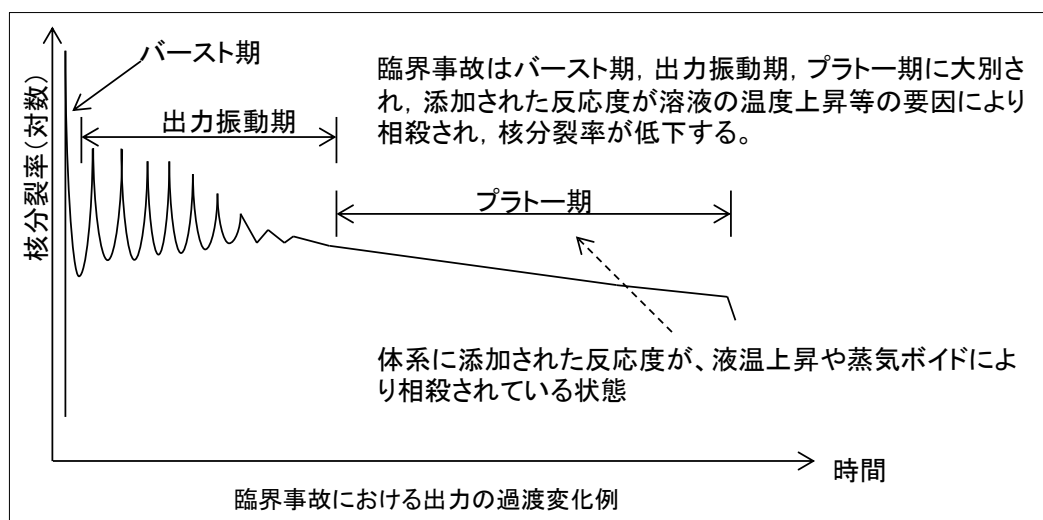 バースト期
臨界事故はバースト期，出力振動期，プラトー期に大別さ
れ，添加された反応度が溶液の温度上昇等の要因により
相殺され，核分裂率が低下する。
出力振動期
プラトー期
核分裂率(対数)
体系に添加された反応度が、液温上昇や蒸気ボイドによ
り相殺されている状態
時間
臨界事故における出力の過渡変化例